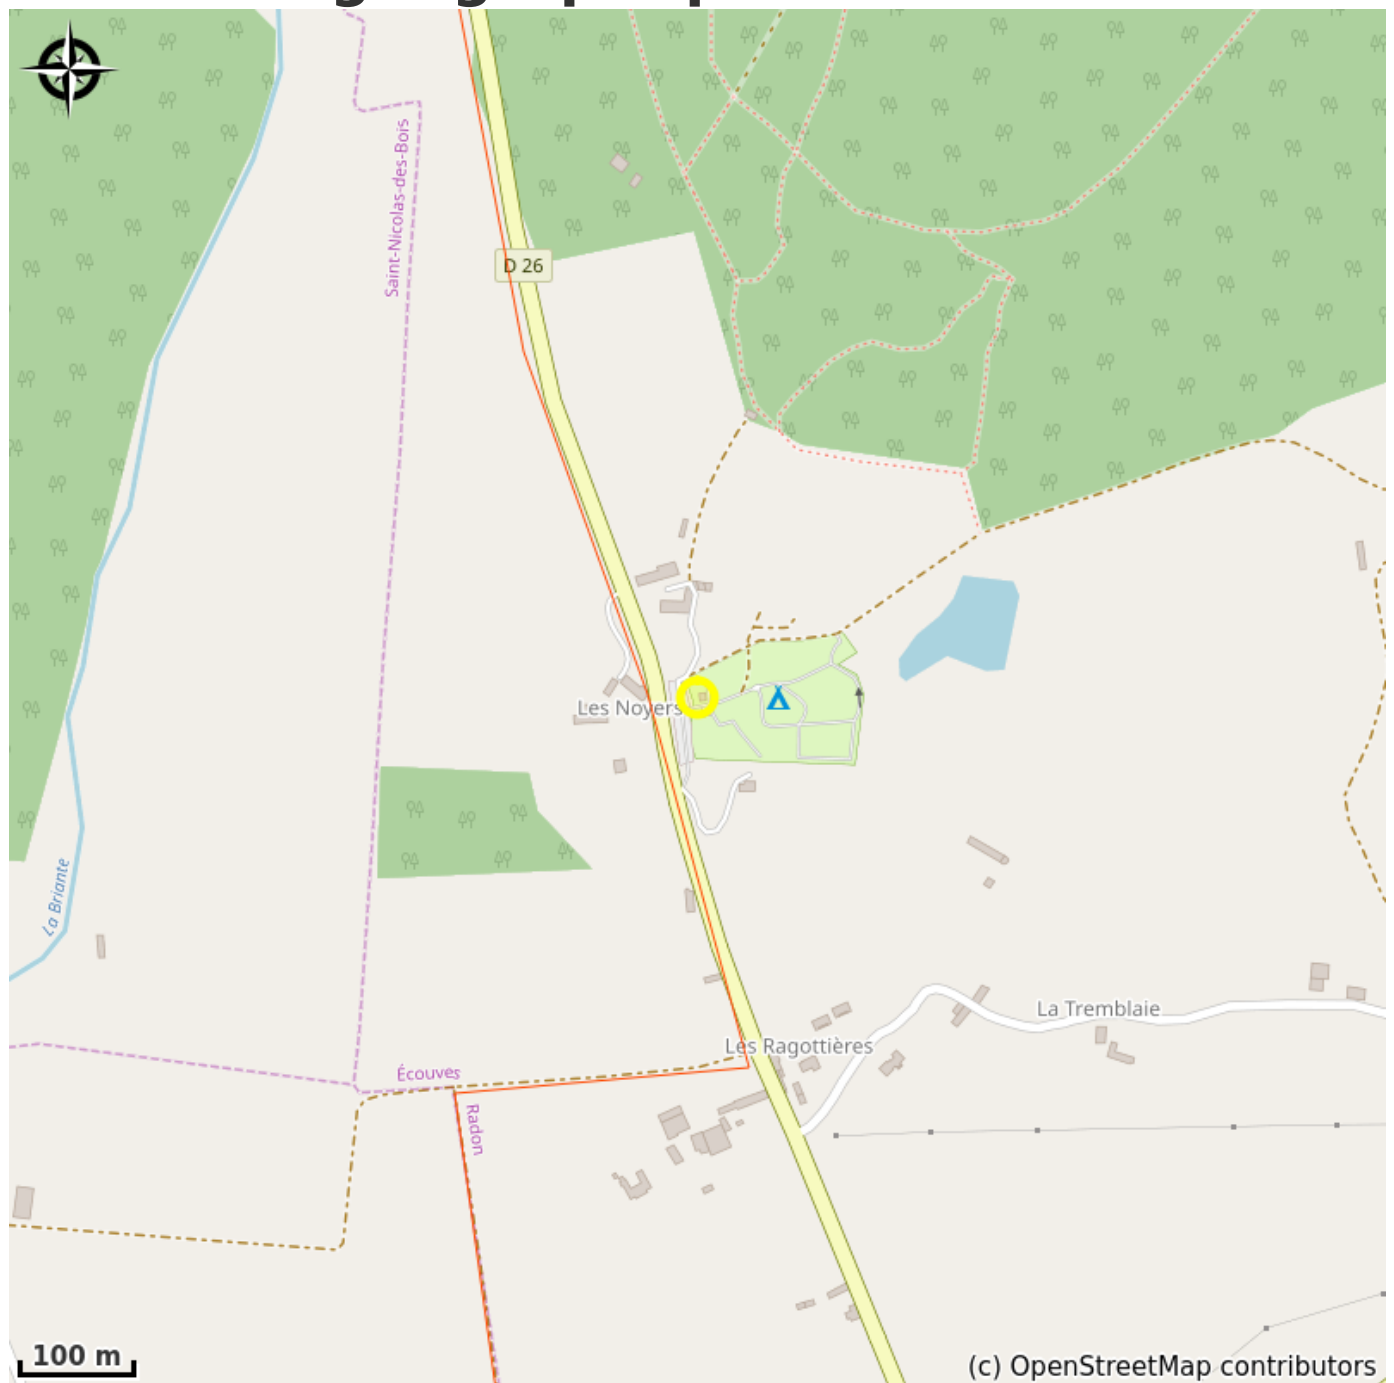 Saint-Nicolas-des-Bois
D 26
Les Noyers
La Briante
La Tremblaie
Les Ragottières
Écouves
Radon
100 m
(c) OpenStreetMap contributors